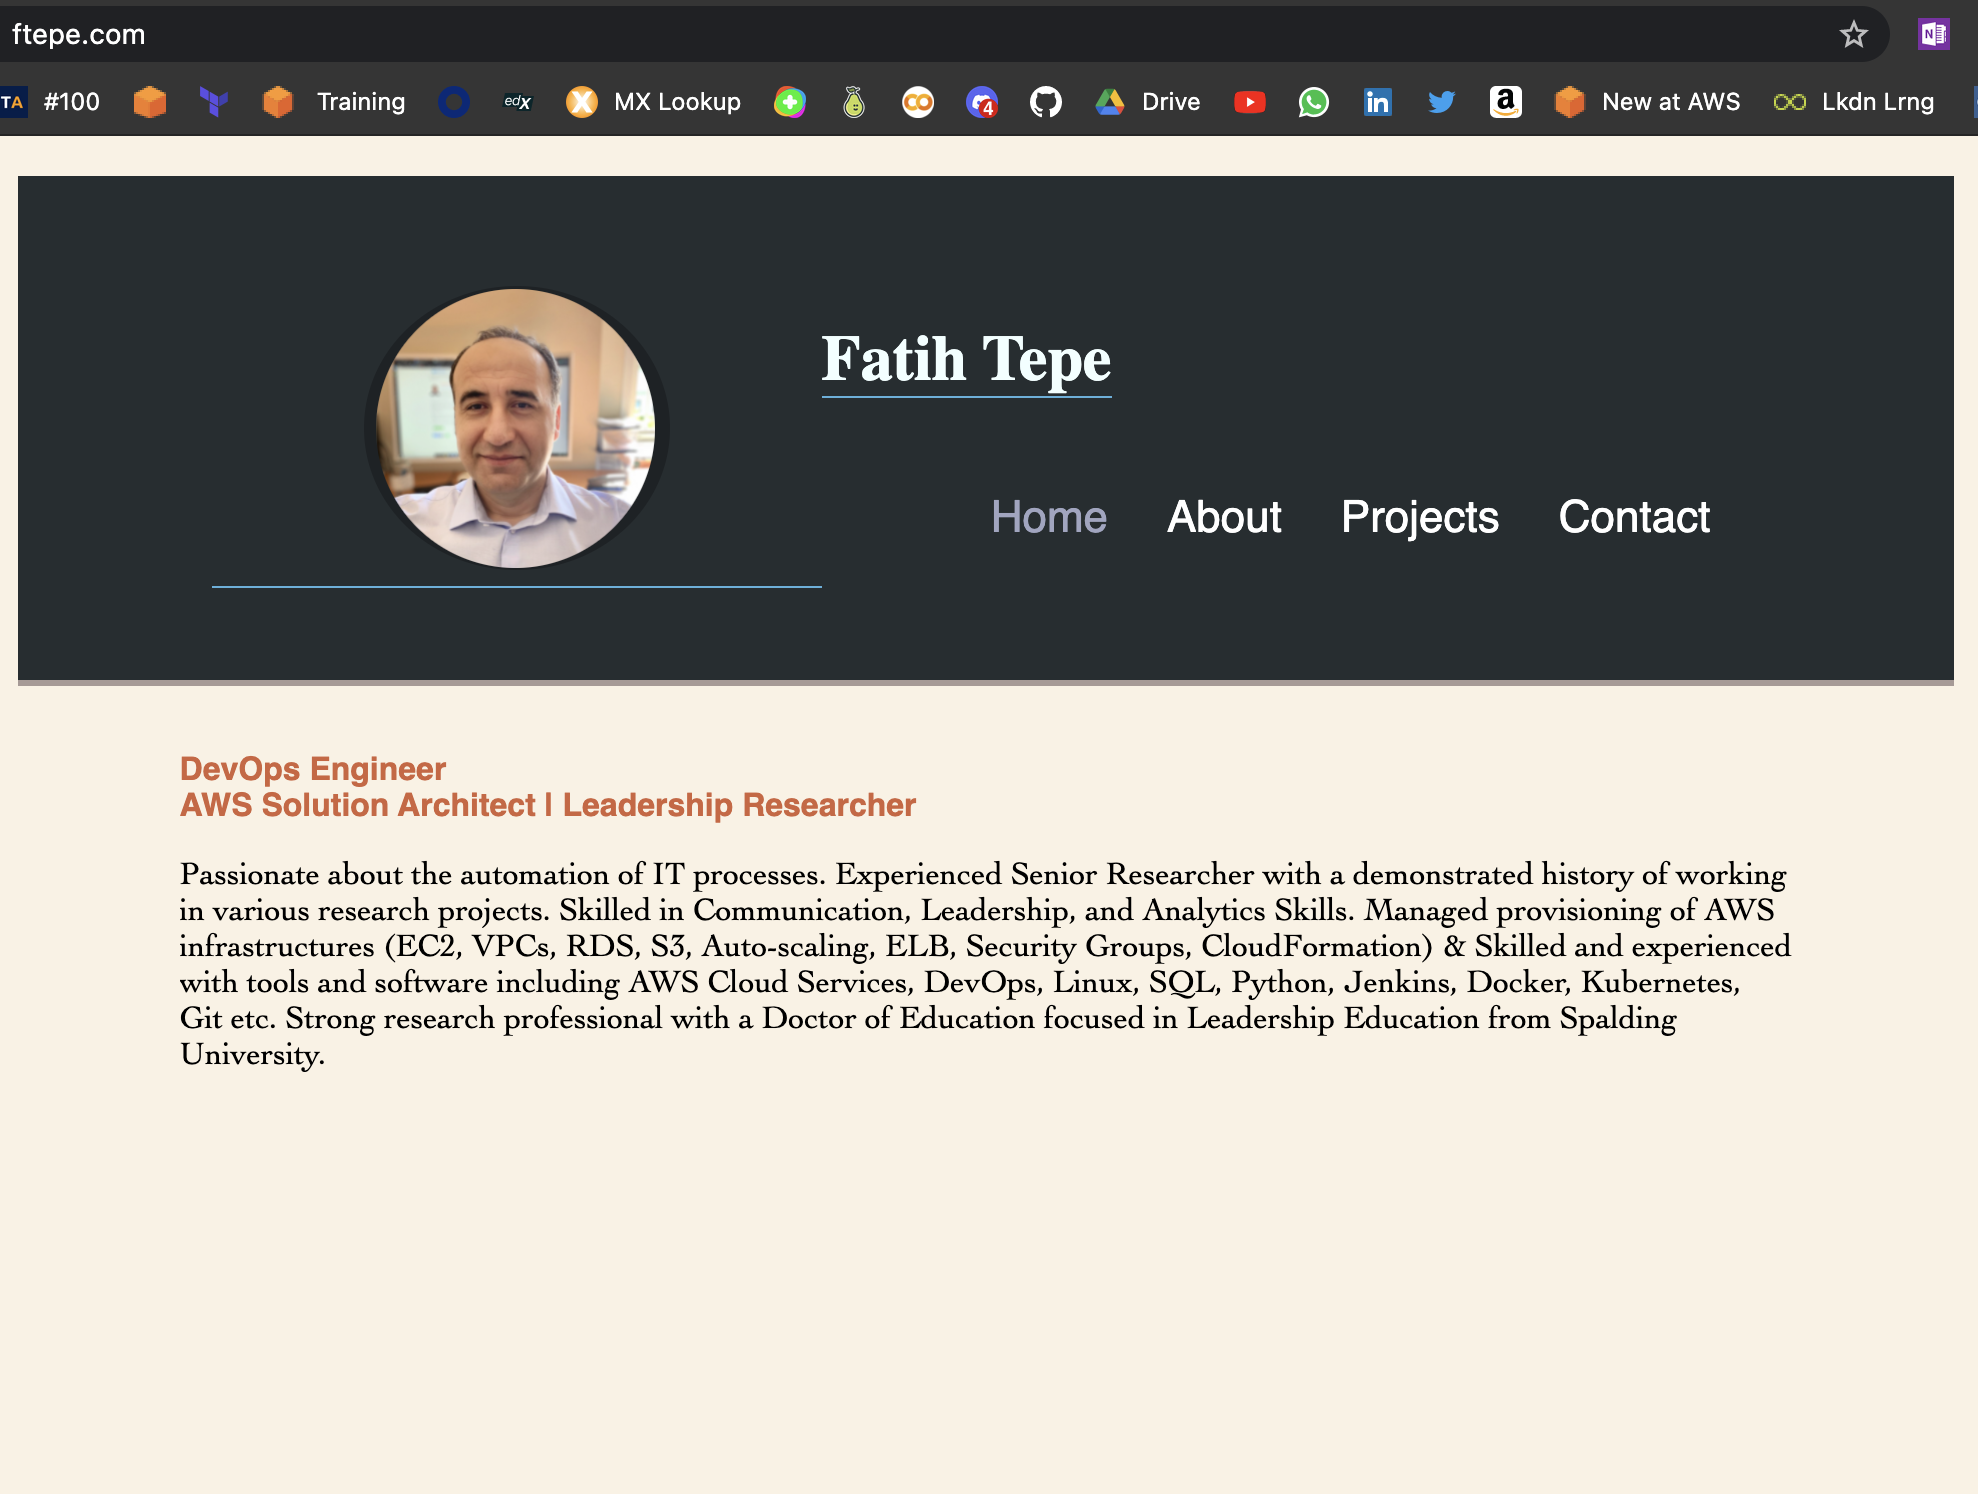 ftepe.com
TA #100 Training edX MX Lookup 4 Drive in a New at AWS Lkdn Lrng
Fatih Tepe
Home About Projects Contact
DevOps Engineer
AWS Solution Architect | Leadership Researcher
Passionate about the automation of IT processes. Experienced Senior Researcher with a demonstrated history of working
in various research projects. Skilled in Communication, Leadership, and Analytics Skills. Managed provisioning of AWS
infrastructures (EC2, VPCs, RDS, S3, Auto-scaling, ELB, Security Groups, CloudFormation) & Skilled and experienced
with tools and software including AWS Cloud Services, DevOps, Linux, SQL, Python, Jenkins, Docker, Kubernetes,
Git etc. Strong research professional with a Doctor of Education focused in Leadership Education from Spalding
University.